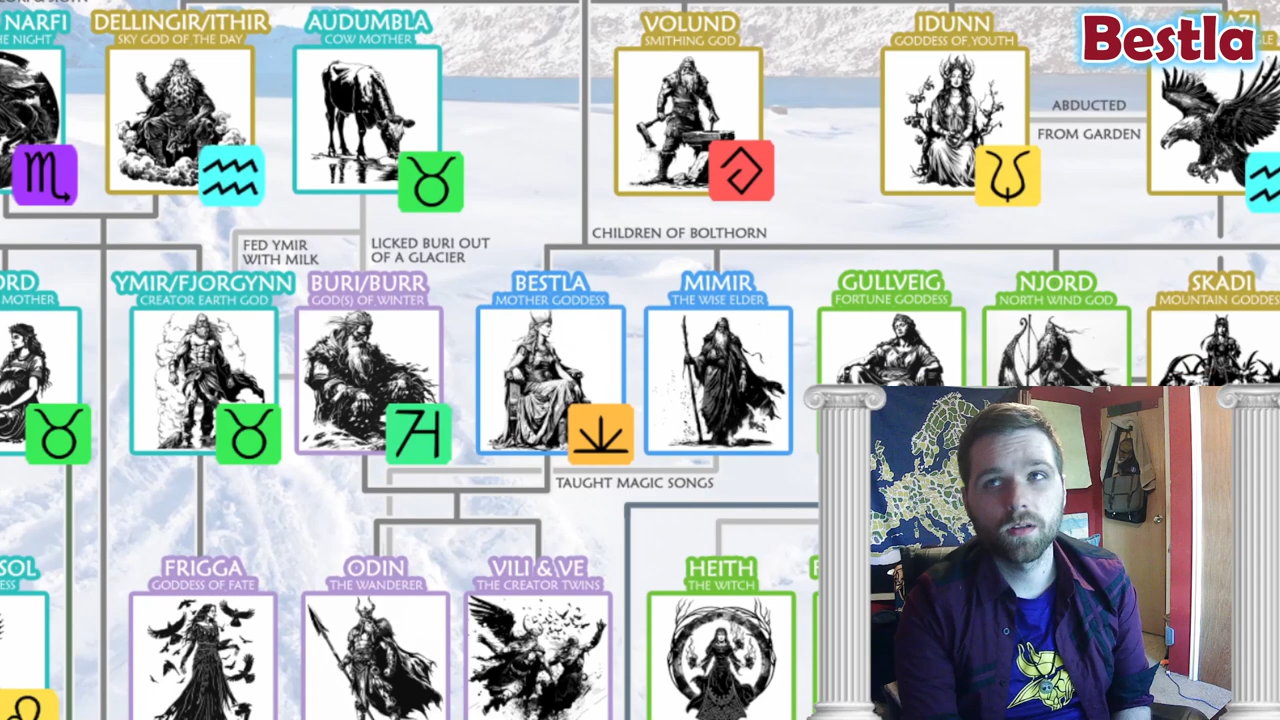 NARFI
DELLINGIR/ITHIR
SKY GOD OF THE DAY
AUDUMBLA
COW MOTHER
VOLUND
SMITHING GOD
IDUNN
GODDESS OF YOUTH
Bestla
ABDUCTED
FROM GARDEN
CHILDREN OF BOLTHORN
FED YMIR
WITH MILK
LICKED BURI OUT
OF A GLACIER
MOTHER
YMIR/FJORGYNN
CREATOR EARTH GOD
BURI/BURR
GOD(S) OF WINTER
BESTLA
MOTHER GODDESS
MIMIR
THE WISE ELDER
GULLVEIG
FORTUNE GODDESS
NJORD
NORTH WIND GOD
SKADI
MOUNTAIN GODDES
TAUGHT MAGIC SONGS
SOL
FRIGGA
GODDESS OF FATE
ODIN
THE WANDERER
VILI & VE
THE CREATOR TWINS
HEITH
THE WITCH